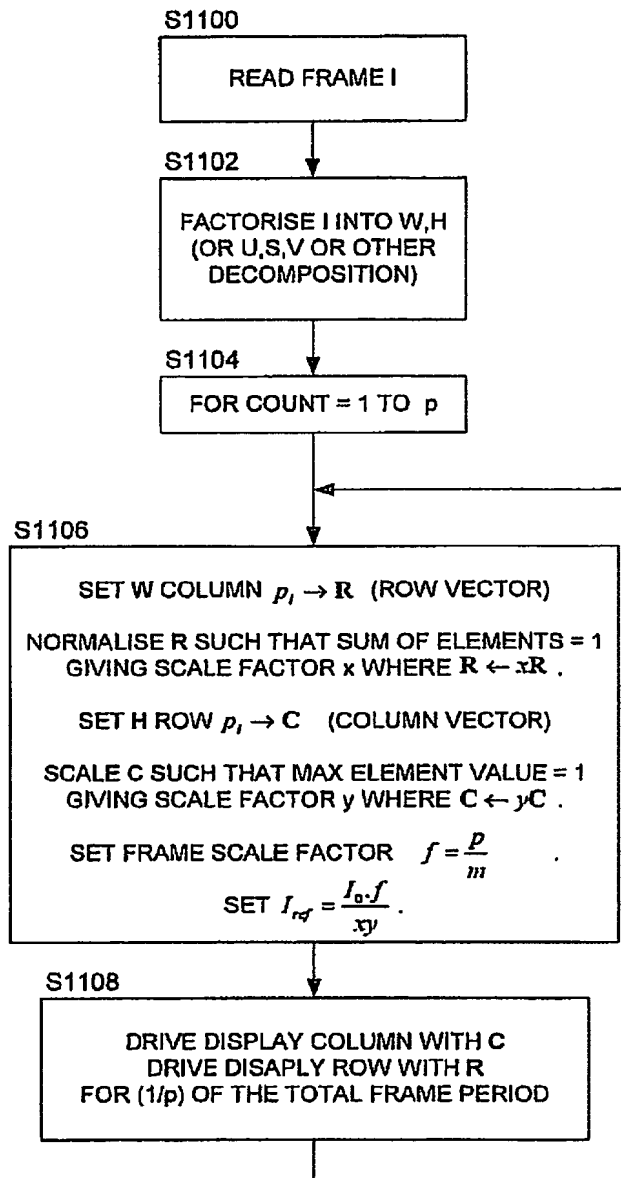 S1100
READ FRAME I
S1102
FACTORISE I INTO W,H
(OR U,S,V OR OTHER
DECOMPOSITION)
S1104
FOR COUNT = 1 TO p
S1106
SET W COLUMN p_i → R (ROW VECTOR)
NORMALISE R SUCH THAT SUM OF ELEMENTS = 1
GIVING SCALE FACTOR x WHERE R ← xR .
SET H ROW p_i → C (COLUMN VECTOR)
SCALE C SUCH THAT MAX ELEMENT VALUE = 1
GIVING SCALE FACTOR y WHERE C ← yC .
SET FRAME SCALE FACTOR f = p/m .
SET I_ref = I_0.f/xy .
S1108
DRIVE DISPLAY COLUMN WITH C
DRIVE DISAPLY ROW WITH R
FOR (1/p) OF THE TOTAL FRAME PERIOD